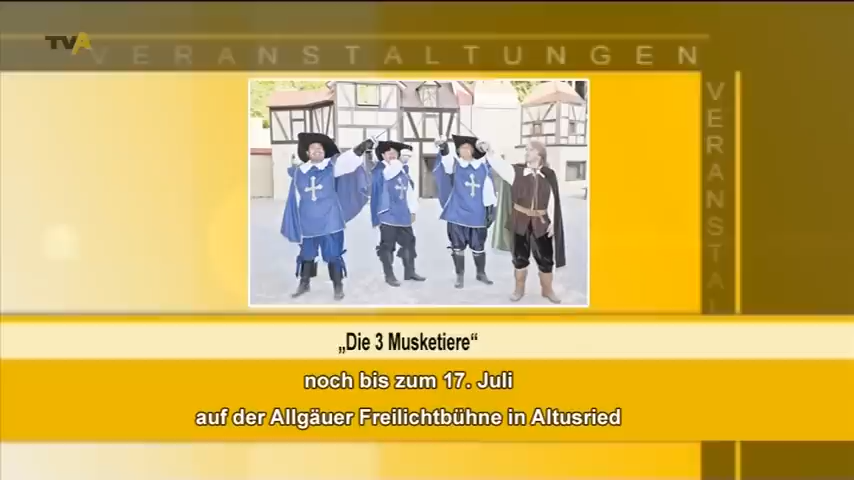 TVA
VERANSTALTUNGEN
VERANSTAL
„Die 3 Musketiere“
noch bis zum 17. Juli
auf der Allgäuer Freilichtbühne in Altusried